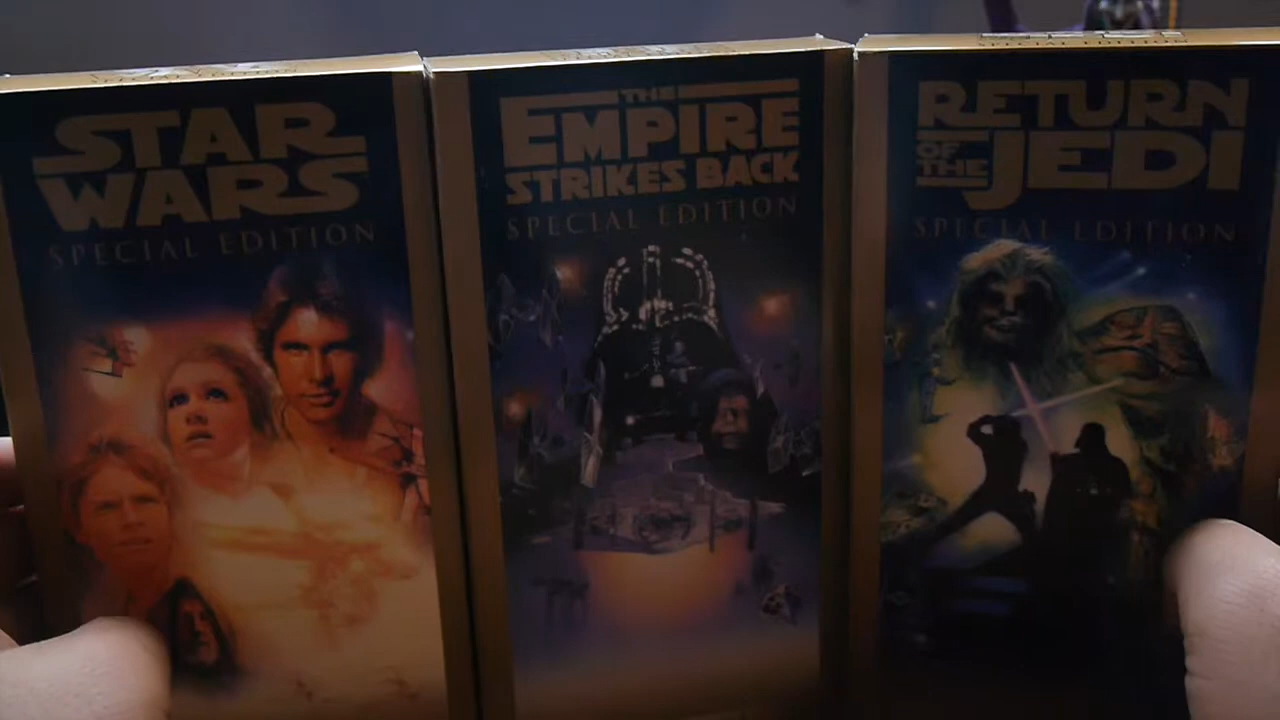 STAR
WARS
SPECIAL EDITION
THE
EMPIRE
STRIKES BACK
SPECIAL EDITION
RETURN
OF THE JEDI
SPECIAL EDITION